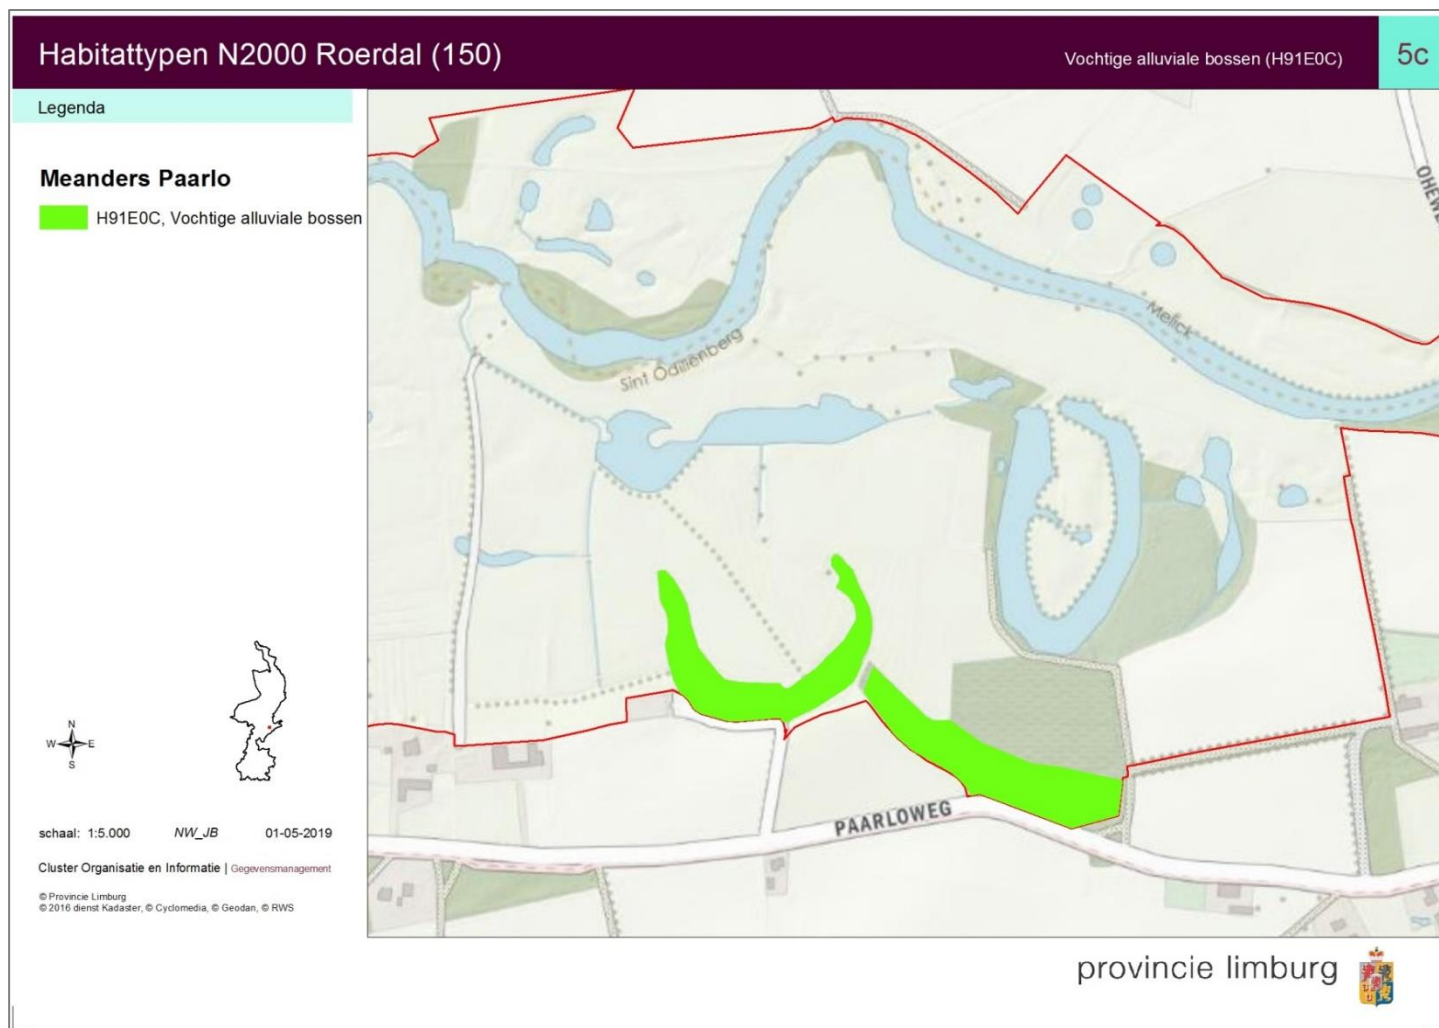 Habitattypen N2000 Roerdal (150)
Vochtige alluviale bossen (H91E0C)
5c
Legenda
Meanders Paarlo
H91E0C, Vochtige alluviale bossen
N
W
E
S
schaal: 1:5.000
NW_JB
01-05-2019
Cluster Organisatie en Informatie | Gegevensmanagement
© Provincie Limburg
© 2016 dienst Kadaster, © Cyclomedia, © Geodan, © RWS
Sint Odiliënberg
Melick
PAARLOWEG
provincie limburg